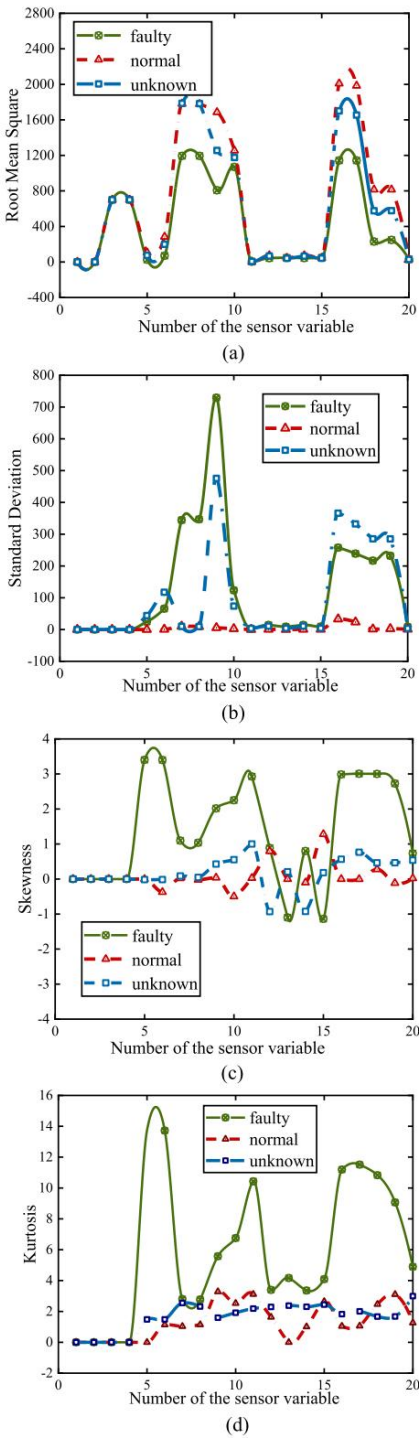 2800
2400
2000
1600
1200
800
400
0
-400
Root Mean Square
faulty
normal
unknown
0 5 10 15 20
Number of the sensor variable
(a)
800
700
600
500
400
300
200
100
0
-100
Standard Deviation
faulty
normal
unknown
0 5 10 15 20
Number of the sensor variable
(b)
4
3
2
1
0
-1
-2
-3
-4
Skewness
faulty
normal
unknown
0 5 10 15 20
Number of the sensor variable
(c)
16
14
12
10
8
6
4
2
0
-2
Kurtosis
faulty
normal
unknown
0 5 10 15 20
Number of the sensor variable
(d)